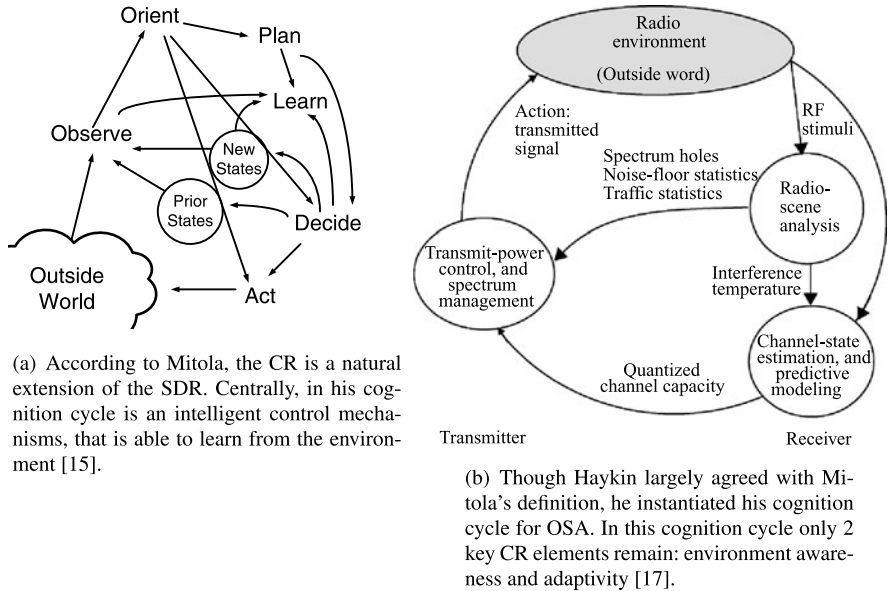 Orient
Plan
Learn
Observe
New
States
Prior
States
Decide
Outside
World
Act
(a) According to Mitola, the CR is a natural
extension of the SDR. Centrally, in his cog-
nition cycle is an intelligent control mecha-
nisms, that is able to learn from the environ-
ment [15].
Radio
environment
(Outside word)
Action:
transmitted
signal
RF
stimuli
Spectrum holes
Noise-floor statistics
Traffic statistics
Radio-
scene
analysis
Transmit-power
control, and
spectrum
management
Interference
temperature
Channel-state
estimation, and
predictive
modeling
Quantized
channel capacity
Transmitter
Receiver
(b) Though Haykin largely agreed with Mi-
tola's definition, he instantiated his cognition
cycle for OSA. In this cognition cycle only 2
key CR elements remain: environment aware-
ness and adaptivity [17].